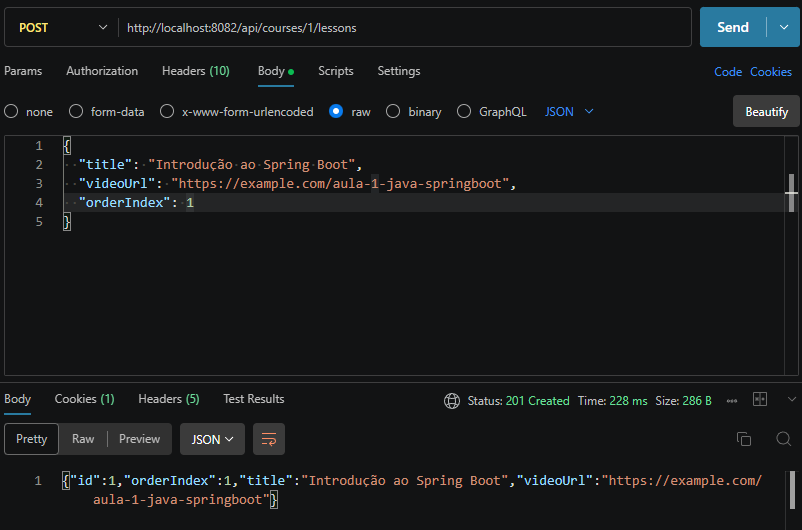 POST http://localhost:8082/api/courses/1/lessons Send
Params Authorization Headers (10) Body Scripts Settings Code Cookies
none form-data x-www-form-urlencoded raw binary GraphQL JSON Beautify
1 {
2 "title": "Introdução ao Spring Boot",
3 "videoUrl": "https://example.com/aula-1-java-springboot",
4 "orderIndex": 1
5 }
Body Cookies (1) Headers (5) Test Results Status: 201 Created Time: 228 ms Size: 286 B
Pretty Raw Preview JSON
1 {"id":1,"orderIndex":1,"title":"Introdução ao Spring Boot","videoUrl":"https://example.com/
aula-1-java-springboot"}